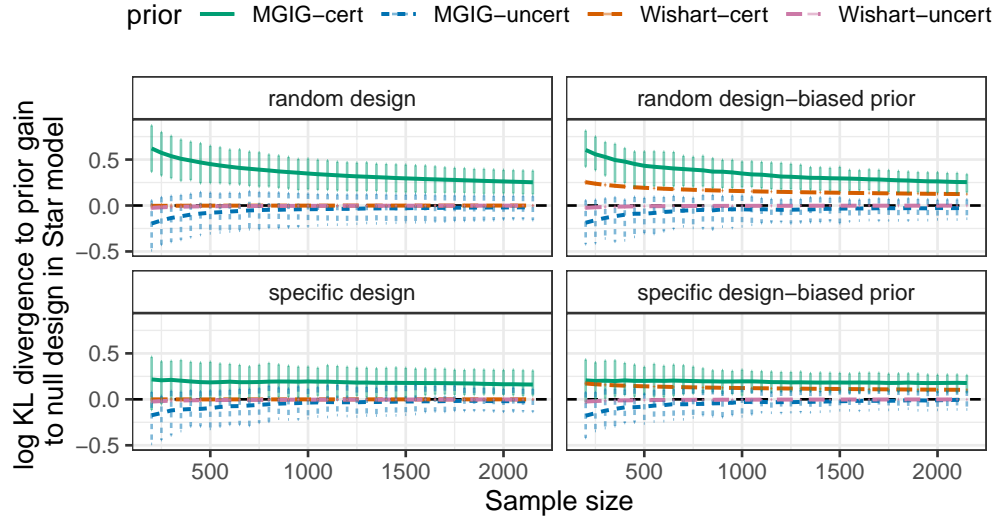 prior MGIG−cert MGIG−uncert Wishart−cert Wishart−uncert
log KL divergence to prior gain
to null design in Star model
random design
random design−biased prior
0.5
0.0
−0.5
specific design
specific design−biased prior
0.5
0.0
−0.5
500 1000 1500 2000
500 1000 1500 2000
Sample size